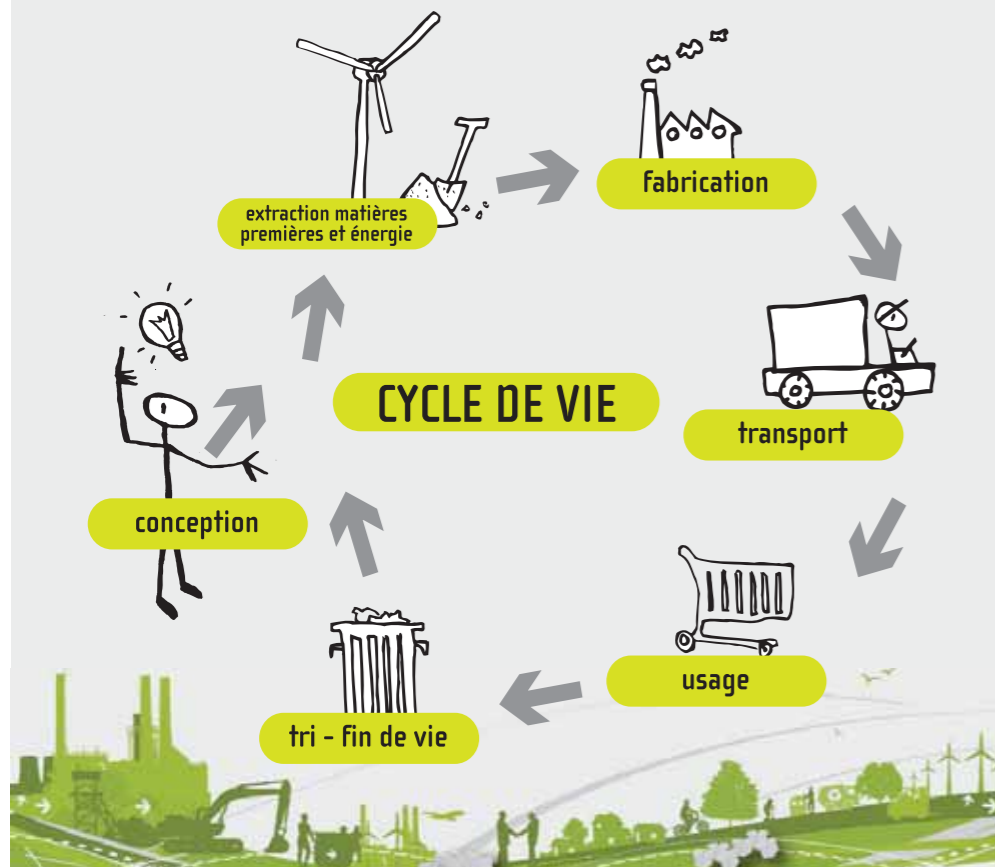 extraction matières
premières et énergie
fabrication
CYCLE DE VIE
transport
conception
usage
tri - fin de vie